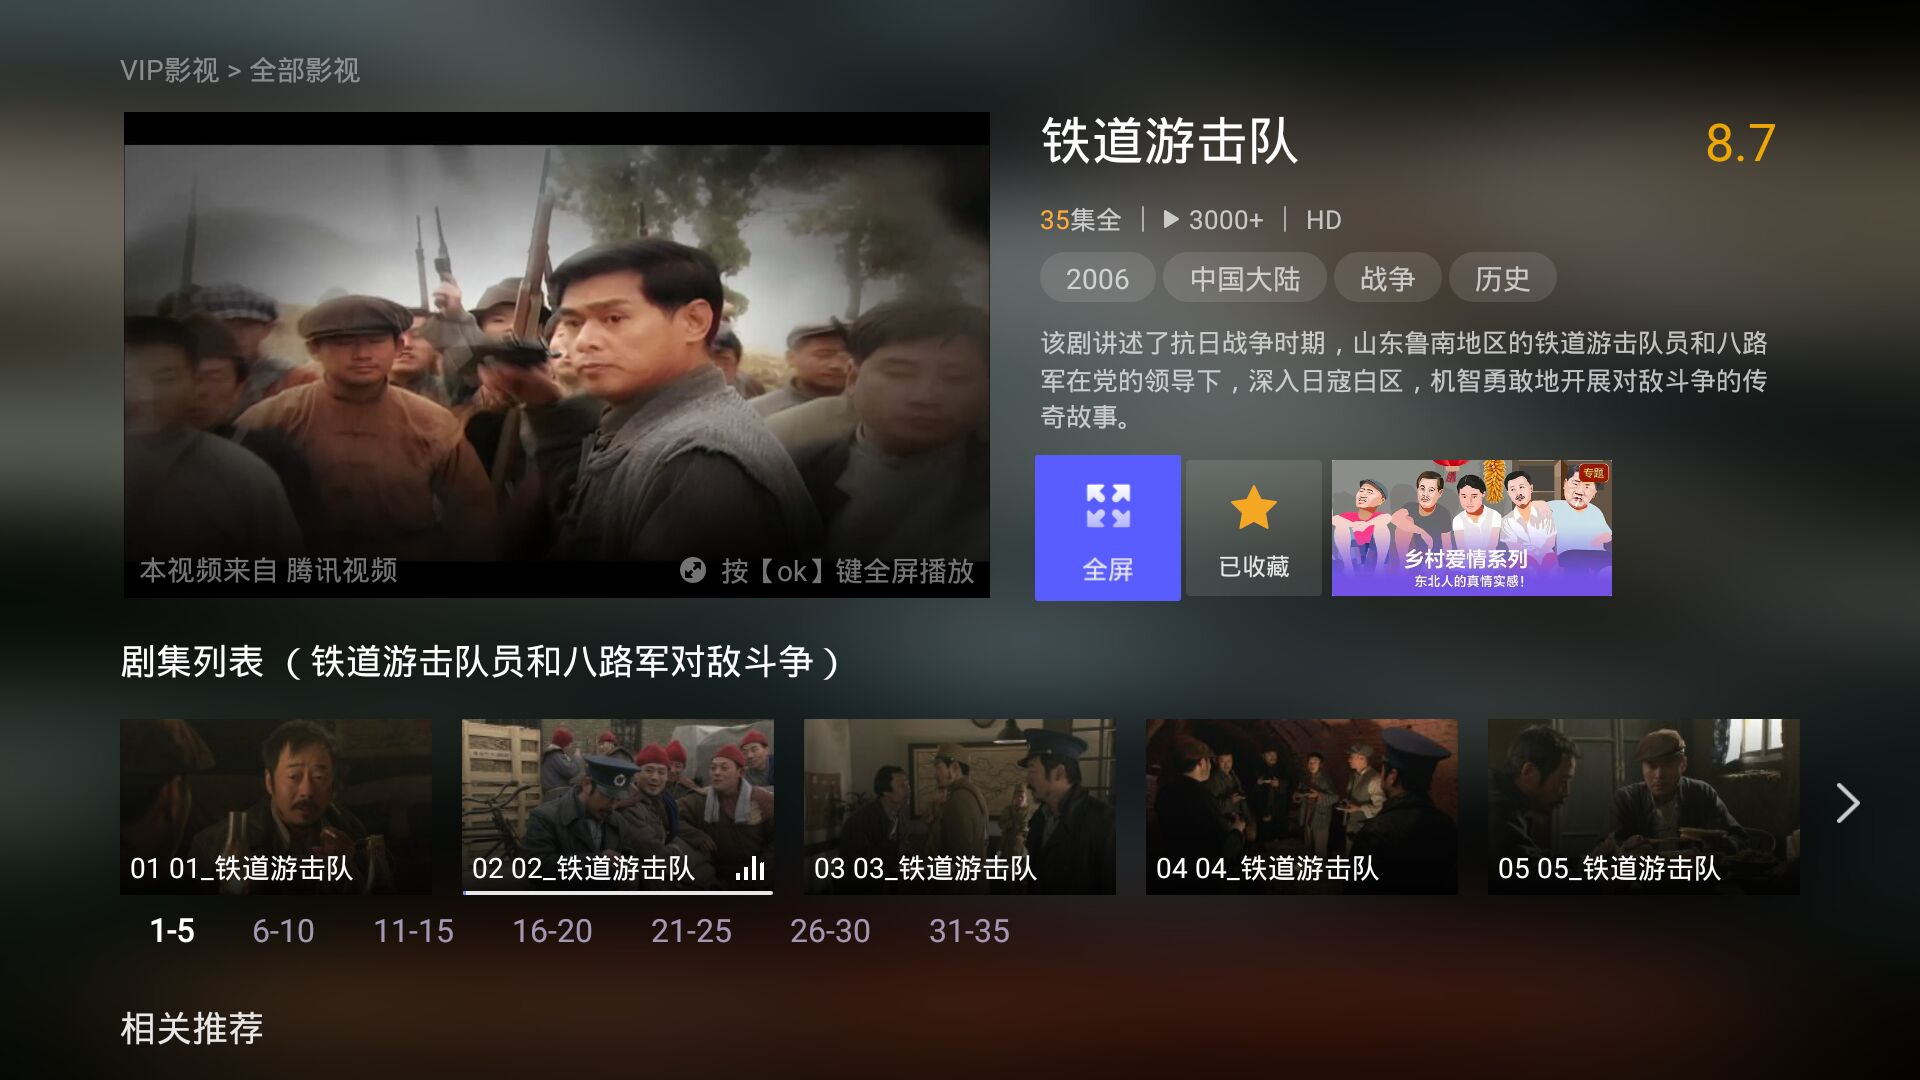 VIP影视 > 全部影视
铁道游击队
8.7
35集全 | 3000+ | HD
2006
中国大陆
战争
历史
该剧讲述了抗日战争时期，山东鲁南地区的铁道游击队员和八路
军在党的领导下，深入日寇白区，机智勇敢地开展对敌斗争的传
奇故事。
本视频来自 腾讯视频
按【ok】键全屏播放
全屏
已收藏
专题
乡村爱情系列
东北人的真情实感!
剧集列表（铁道游击队员和八路军对敌斗争）
01 01_铁道游击队
02 02_铁道游击队
03 03_铁道游击队
04 04_铁道游击队
05 05_铁道游击队
1-5
6-10
11-15
16-20
21-25
26-30
31-35
相关推荐